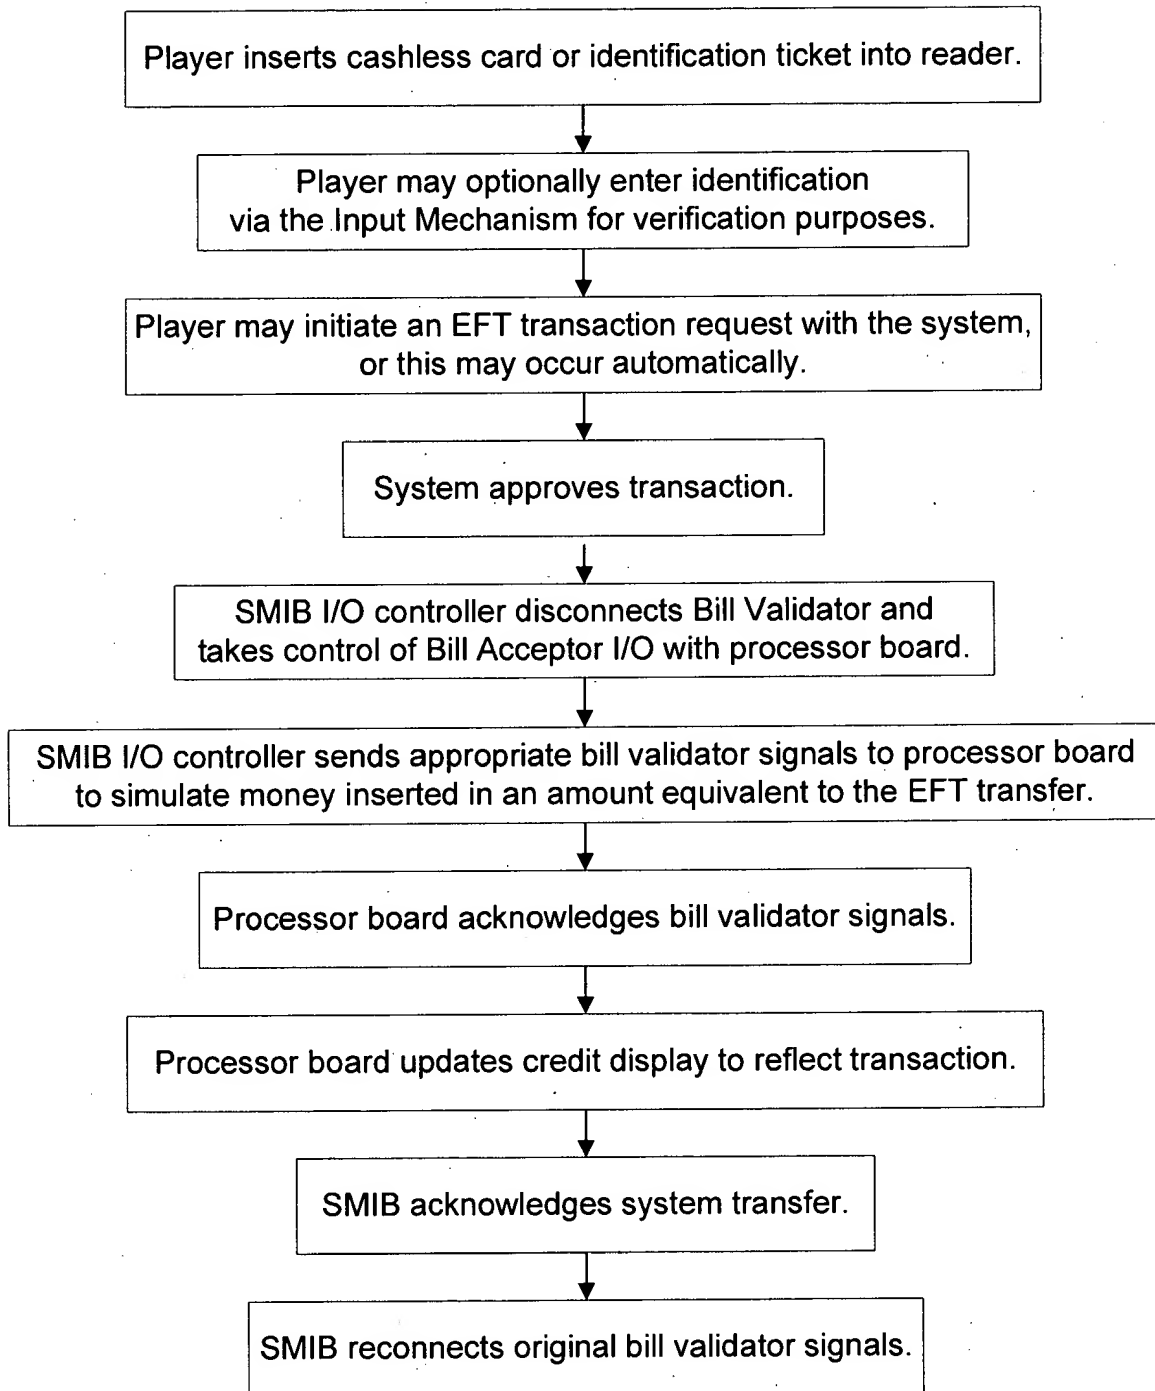 Player inserts cashless card or identification ticket into reader.
Player may optionally enter identification
via the Input Mechanism for verification purposes.
Player may initiate an EFT transaction request with the system,
or this may occur automatically.
System approves transaction.
SMIB I/O controller disconnects Bill Validator and
takes control of Bill Acceptor I/O with processor board.
SMIB I/O controller sends appropriate bill validator signals to processor board
to simulate money inserted in an amount equivalent to the EFT transfer.
Processor board acknowledges bill validator signals.
Processor board updates credit display to reflect transaction.
SMIB acknowledges system transfer.
SMIB reconnects original bill validator signals.